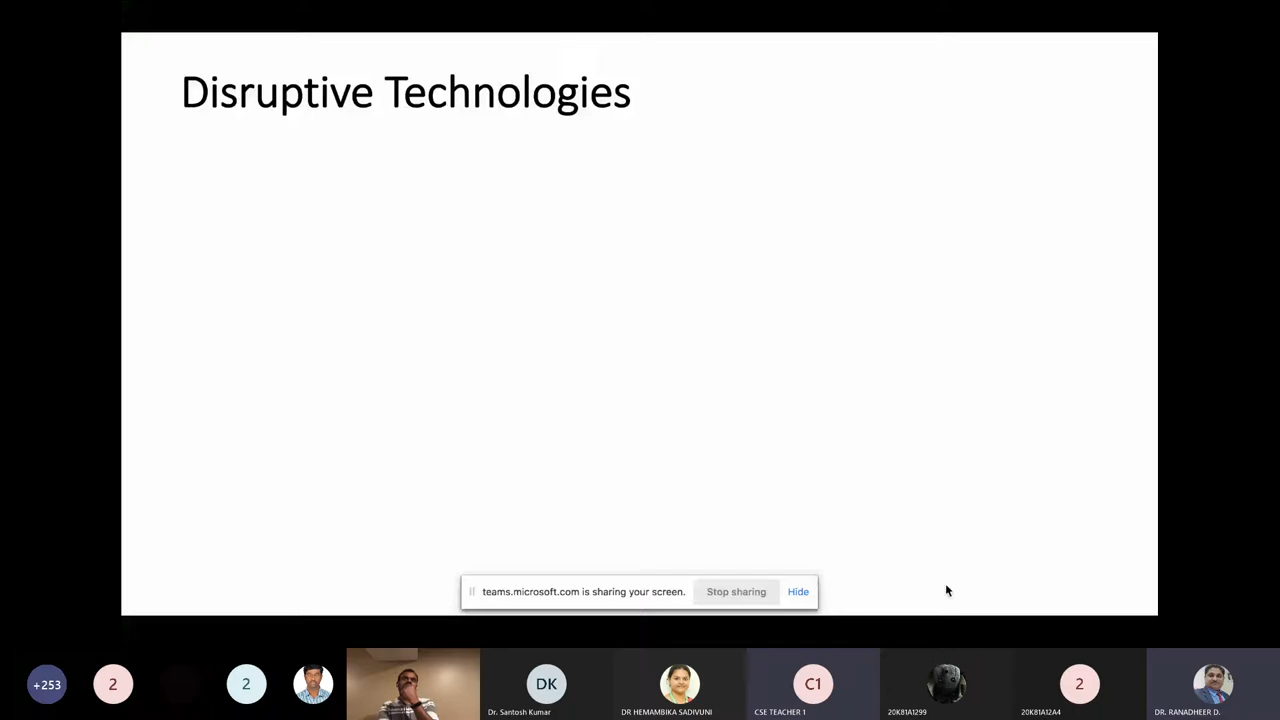 Disruptive Technologies
teams.microsoft.com is sharing your screen. Stop sharing Hide
+253 2 2 DK C1 2
Dr. Santosh Kumar DR HEMAMBIKA SADIVUNI CSE TEACHER 1 20K81A1299 20K81A12A4 DR. RANADHEER D.